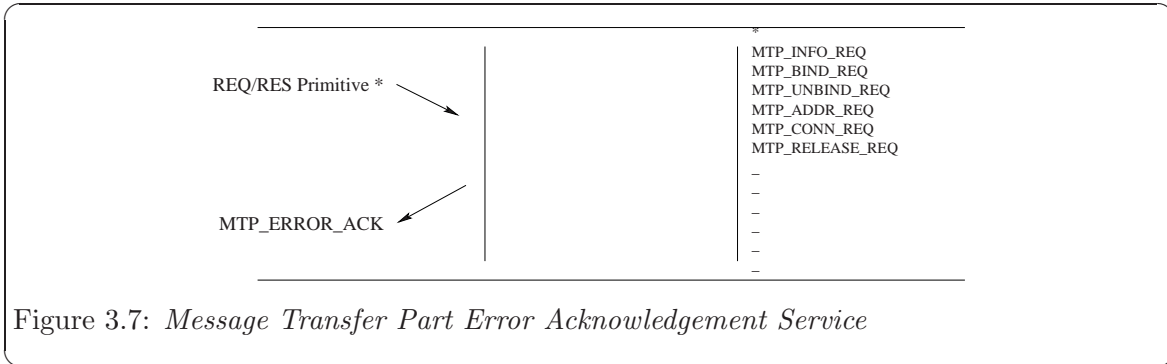 *
MTP_INFO_REQ
MTP_BIND_REQ
REQ/RES Primitive *
MTP_UNBIND_REQ
MTP_ADDR_REQ
MTP_CONN_REQ
MTP_RELEASE_REQ
–
–
–
MTP_ERROR_ACK
–
–
–
Figure 3.7: Message Transfer Part Error Acknowledgement Service